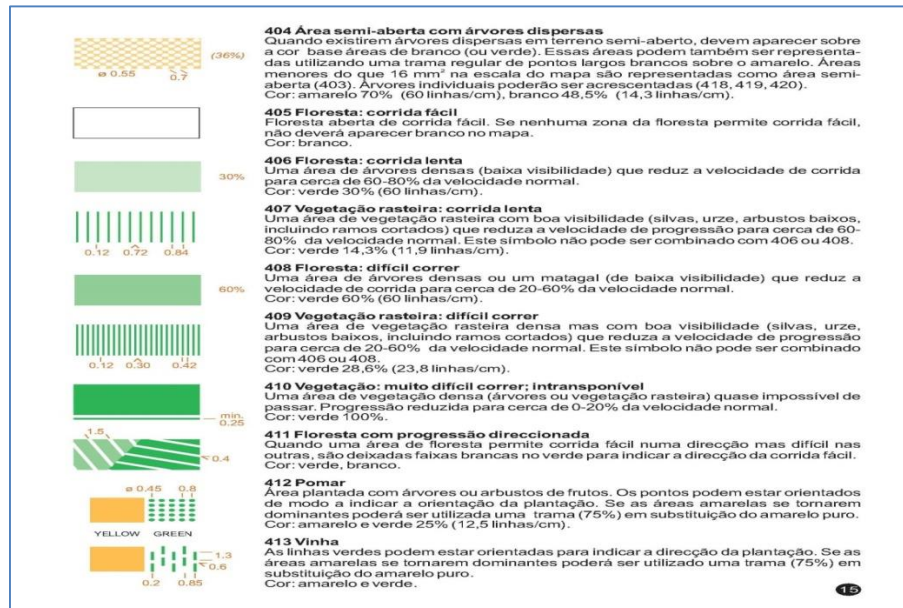 404 Área semi-aberta com árvores dispersas
Quando existirem árvores dispersas em terreno semi-aberto, devem aparecer sobre
a cor base áreas de branco (ou verde). Essas áreas podem também ser representa-
das utilizando uma trama regular de pontos largos brancos sobre o amarelo. Áreas
menores do que 16 mm² na escala do mapa são representadas como área semi-
aberta (403). Árvores individuais poderão ser acrescentadas (418, 419, 420).
Cor: amarelo 70% (60 linhas/cm), branco 48,5% (14,3 linhas/cm).
(36%)
ø 0.55 0.7
405 Floresta: corrida fácil
Floresta aberta de corrida fácil. Se nenhuma zona da floresta permite corrida fácil,
não deverá aparecer branco no mapa.
Cor: branco.
406 Floresta: corrida lenta
Uma área de árvores densas (baixa visibilidade) que reduz a velocidade de corrida
para cerca de 60-80% da velocidade normal.
Cor: verde 30% (60 linhas/cm).
30%
407 Vegetação rasteira: corrida lenta
Uma área de vegetação rasteira com boa visibilidade (silvas, urze, arbustos baixos,
incluindo ramos cortados) que reduza a velocidade de progressão para cerca de 60-
80% da velocidade normal. Este símbolo não pode ser combinado com 406 ou 408.
Cor: verde 14,3% (11,9 linhas/cm).
0.12 0.72 0.84
408 Floresta: difícil correr
Uma área de árvores densas ou um matagal (de baixa visibilidade) que reduz a
velocidade de corrida para cerca de 20-60% da velocidade normal.
Cor: verde 60% (60 linhas/cm).
60%
409 Vegetação rasteira: difícil correr
Uma área de vegetação rasteira densa mas com boa visibilidade (silvas, urze,
arbustos baixos, incluindo ramos cortados) que reduza a velocidade de progressão
para cerca de 20-60% da velocidade normal. Este símbolo não pode ser combinado
com 406 ou 408.
Cor: verde 28,6% (23,8 linhas/cm).
0.12 0.30 0.42
410 Vegetação: muito difícil correr; intransponível
Uma área de vegetação densa (árvores ou vegetação rasteira) quase impossível de
passar. Progressão reduzida para cerca de 0-20% da velocidade normal.
Cor: verde 100%.
min.
0.25
411 Floresta com progressão direccionada
Quando uma área de floresta permite corrida fácil numa direcção mas difícil nas
outras, são deixadas faixas brancas no verde para indicar a direcção da corrida fácil.
Cor: verde, branco.
1.5
0.4
412 Pomar
Área plantada com árvores ou arbustos de frutos. Os pontos podem estar orientados
de modo a indicar a orientação da plantação. Se as áreas amarelas se tornarem
dominantes poderá ser utilizada uma trama (75%) em substituição do amarelo puro.
Cor: amarelo e verde 25% (12,5 linhas/cm).
ø 0.45 0.8
YELLOW GREEN
413 Vinha
As linhas verdes podem estar orientadas para indicar a direcção da plantação. Se as
áreas amarelas se tornarem dominantes poderá ser utilizado uma trama (75%) em
substituição do amarelo puro.
Cor: amarelo e verde.
1.3
0.6
0.2 0.85
15